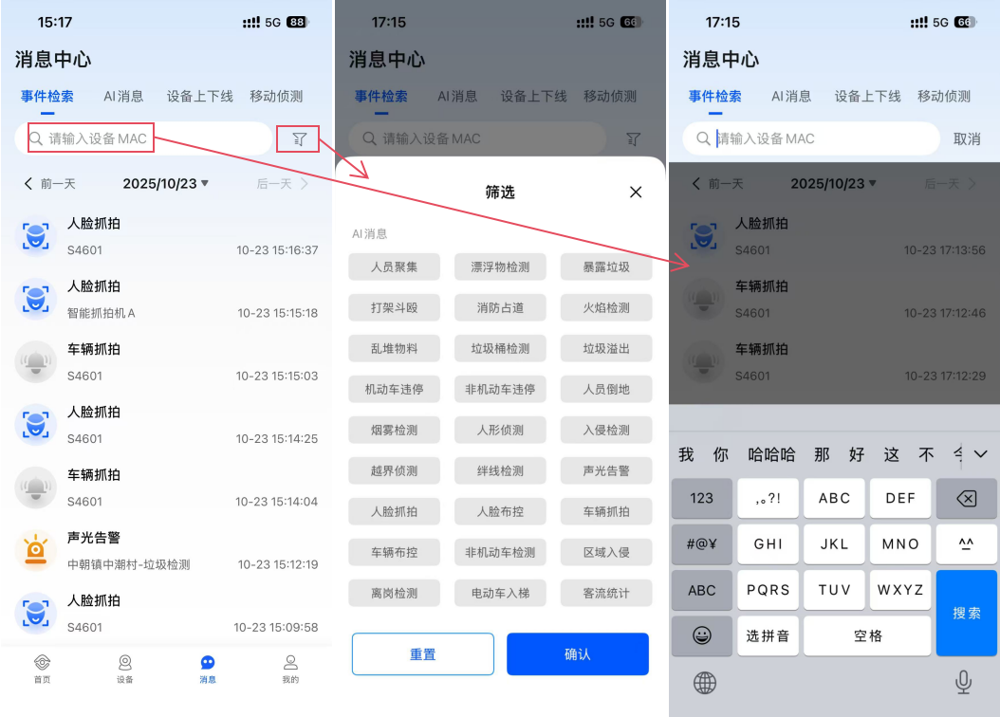 15:17
5G 88
消息中心
事件检索 AI消息 设备上下线 移动侦测
请输入设备 MAC
前一天 2025/10/23 后一天
人脸抓拍
S4601 10-23 15:16:37
人脸抓拍
智能抓拍机 A 10-23 15:15:18
车辆抓拍
S4601 10-23 15:15:03
人脸抓拍
S4601 10-23 15:14:25
车辆抓拍
S4601 10-23 15:14:04
声光告警
中朝镇中潮村-垃圾检测 10-23 15:12:19
人脸抓拍
S4601 10-23 15:09:58
首页 设备 消息 我的
17:15
5G 66
消息中心
事件检索 AI消息 设备上下线 移动侦测
请输入设备 MAC
筛选
AI消息
人员聚集 漂浮物检测 暴露垃圾
打架斗殴 消防占道 火焰检测
乱堆物料 垃圾桶检测 垃圾溢出
机动车违停 非机动车违停 人员倒地
烟雾检测 人形侦测 入侵检测
越界侦测 绊线检测 声光告警
人脸抓拍 人脸布控 车辆抓拍
车辆布控 非机动车检测 区域入侵
离岗检测 电动车入梯 客流统计
重置 确认
17:15
5G 66
消息中心
事件检索 AI消息 设备上下线 移动侦测
请输入设备 MAC 取消
前一天 2025/10/23 后一天
人脸抓拍
S4601 10-23 17:13:56
车辆抓拍
S4601 10-23 17:12:46
车辆抓拍
S4601 10-23 17:12:29
我 你 哈哈哈 那 好 这 不
123 ,。?! ABC DEF
#@¥ GHI JKL MNO ^^
ABC PQRS TUV WXYZ 搜索
选拼音 空格